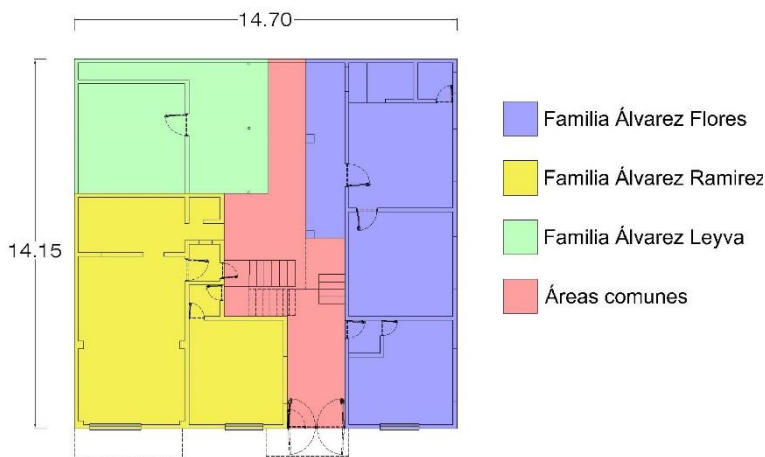 14.70
14.15
Familia Álvarez Flores
Familia Álvarez Ramirez
Familia Álvarez Leyva
Áreas comunes